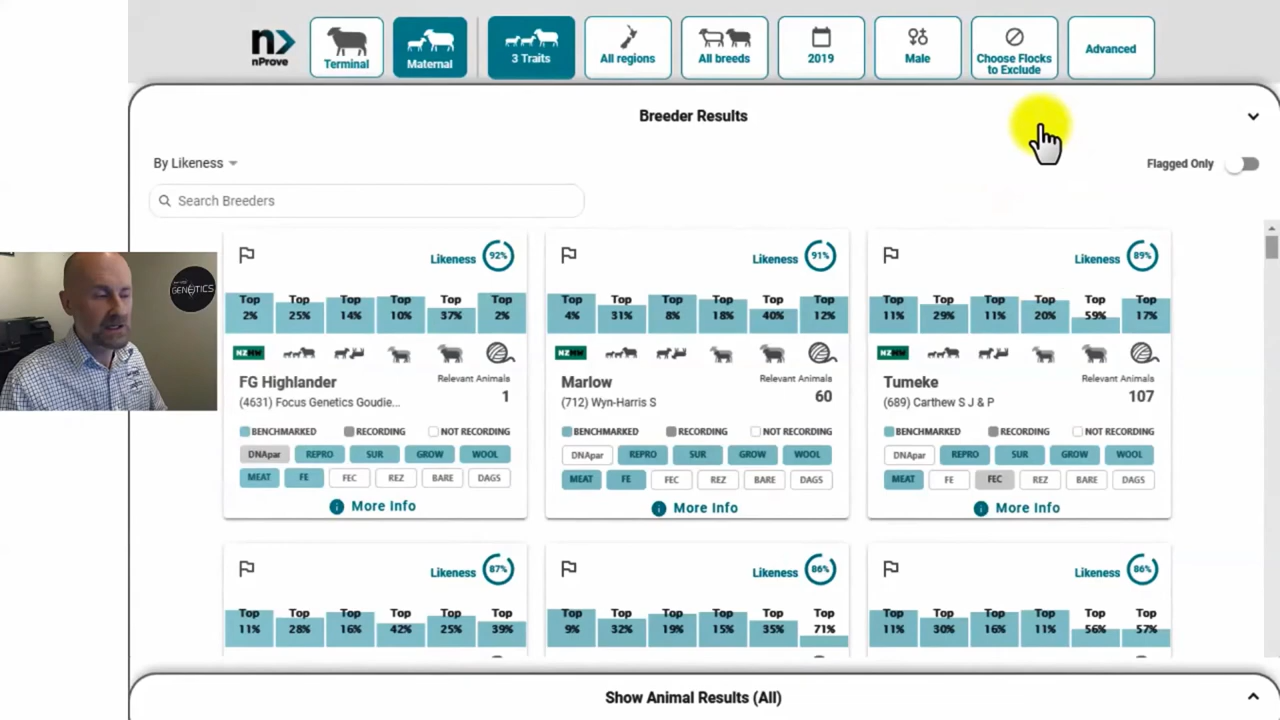 nProve
Terminal
Maternal
3 Traits
All regions
All breeds
2019
Male
Choose Flocks
to Exclude
Advanced
Breeder Results
By Likeness
Flagged Only
Search Breeders
GENETICS
Likeness 92%
Top 2% Top 25% Top 14% Top 10% Top 37% Top 2%
NZMW
FG Highlander Relevant Animals
(4631) Focus Genetics Goudie... 1
BENCHMARKED RECORDING NOT RECORDING
DNApar REPRO SUR GROW WOOL
MEAT FE FEC REZ BARE DAGS
More Info
Likeness 91%
Top 4% Top 31% Top 8% Top 18% Top 40% Top 12%
NZMW
Marlow Relevant Animals
(712) Wyn-Harris S 60
BENCHMARKED RECORDING NOT RECORDING
DNApar REPRO SUR GROW WOOL
MEAT FE FEC REZ BARE DAGS
More Info
Likeness 89%
Top 11% Top 29% Top 11% Top 20% Top 59% Top 17%
NZMW
Tumeke Relevant Animals
(689) Carthew S J & P 107
BENCHMARKED RECORDING NOT RECORDING
DNApar REPRO SUR GROW WOOL
MEAT FE FEC REZ BARE DAGS
More Info
Likeness 87%
Top 11% Top 28% Top 16% Top 42% Top 25% Top 39%
Likeness 86%
Top 9% Top 32% Top 19% Top 15% Top 35% Top 71%
Likeness 86%
Top 11% Top 30% Top 16% Top 11% Top 56% Top 57%
Show Animal Results (All)